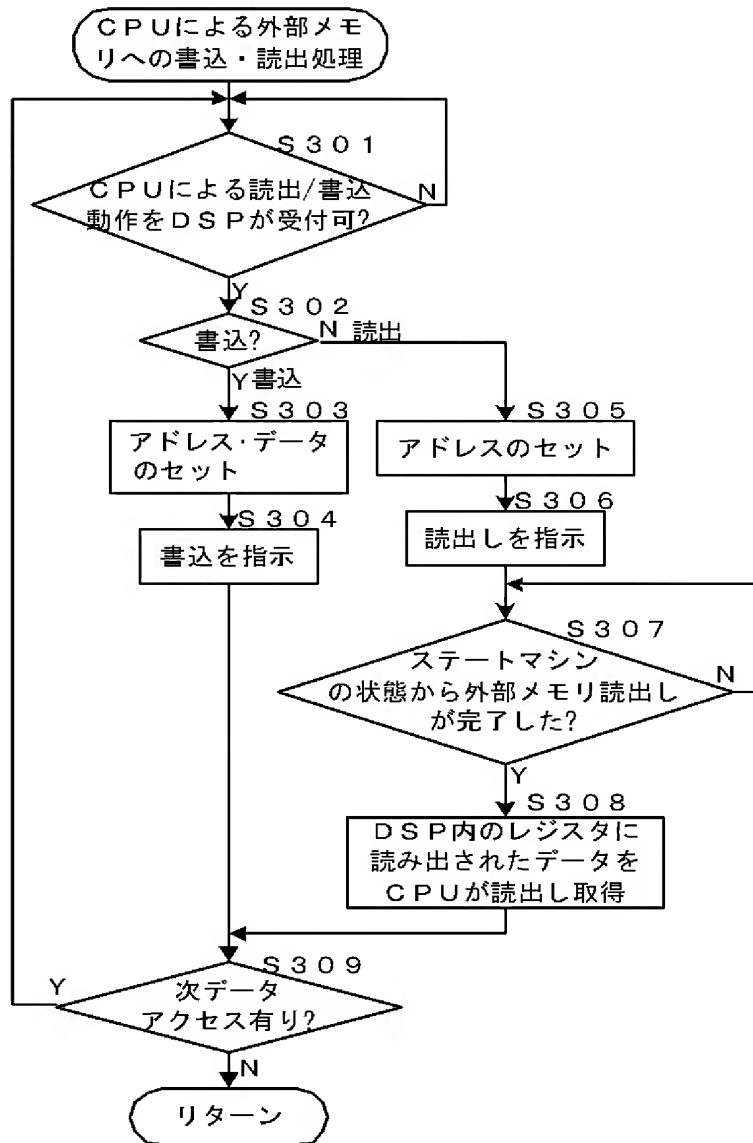 CPUによる外部メモ
リへの書込・読出処理
S301
CPUによる読出/書込
動作をDSPが受付可?
N
Y
S302
書込?
N 読出
Y 書込
S303
アドレス・データ
のセット
S304
書込を指示
S305
アドレスのセット
S306
読出しを指示
S307
ステートマシン
の状態から外部メモリ読出し
が完了した?
N
Y
S308
DSP内のレジスタに
読み出されたデータを
CPUが読出し取得
S309
Y
次データ
アクセス有り?
N
リターン